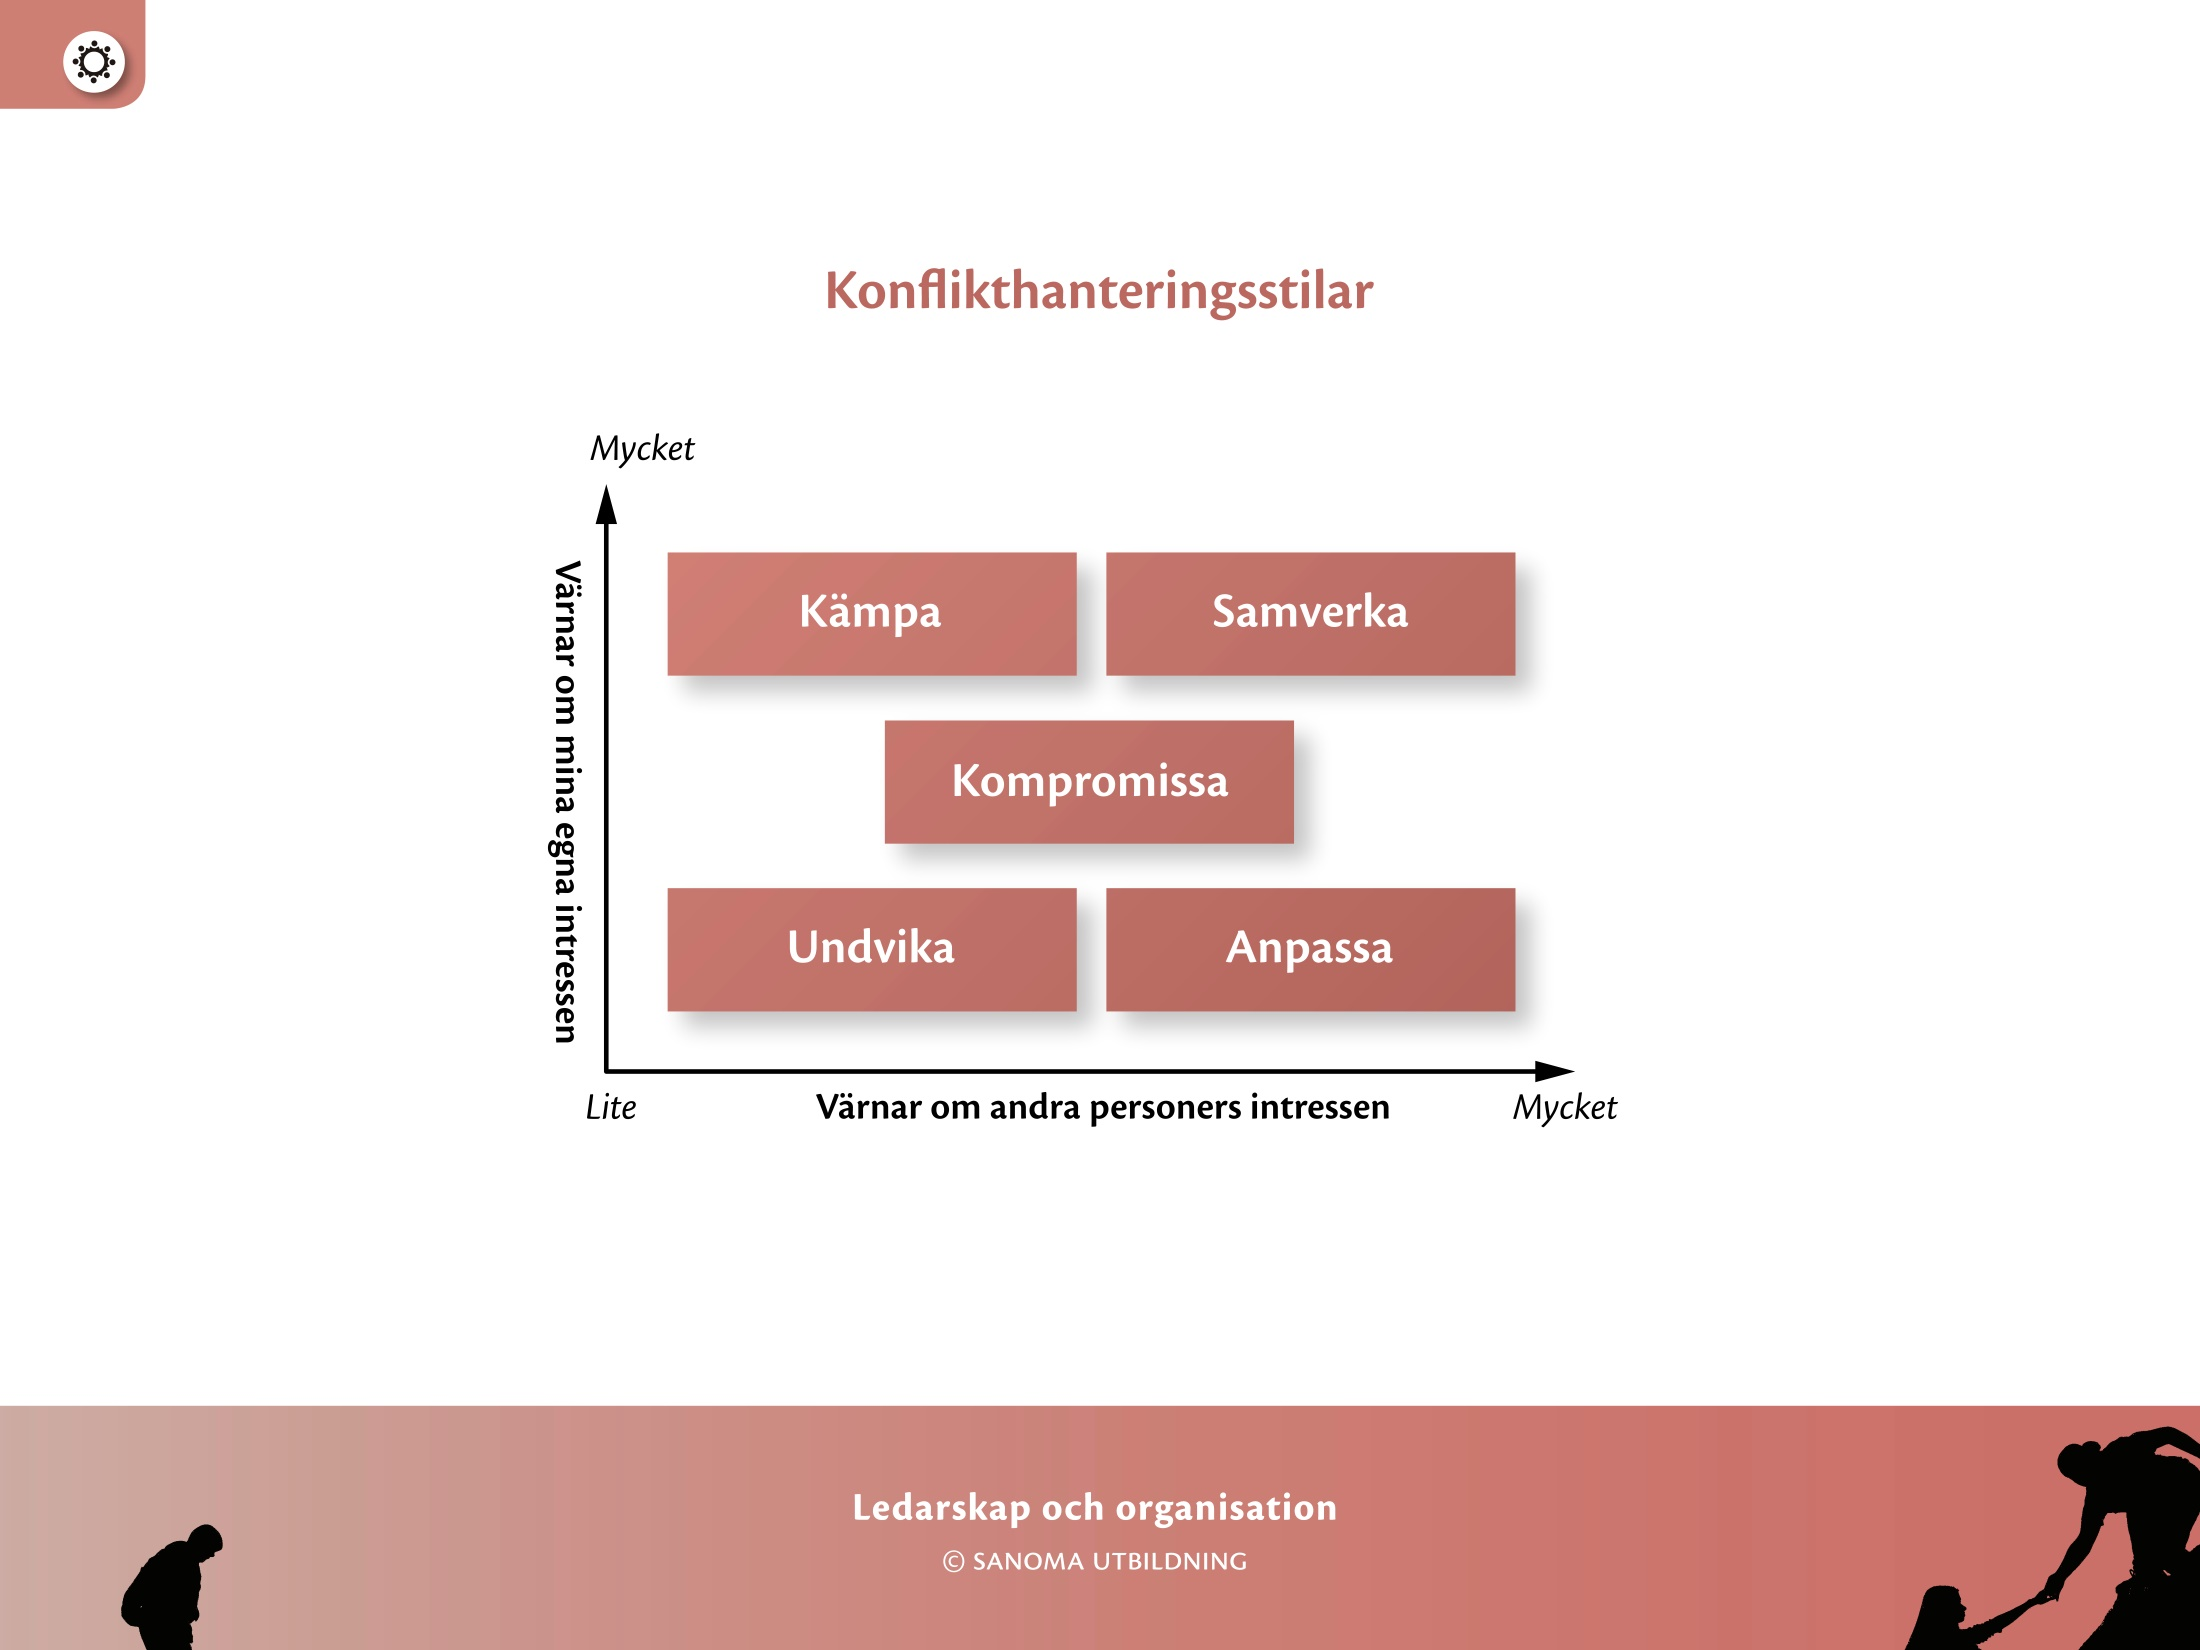 Konflikthanteringsstilar
Mycket
Värnar om mina egna intressen
Kämpa
Samverka
Kompromissa
Undvika
Anpassa
Lite
Värnar om andra personers intressen
Mycket
Ledarskap och organisation
© SANOMA UTBILDNING